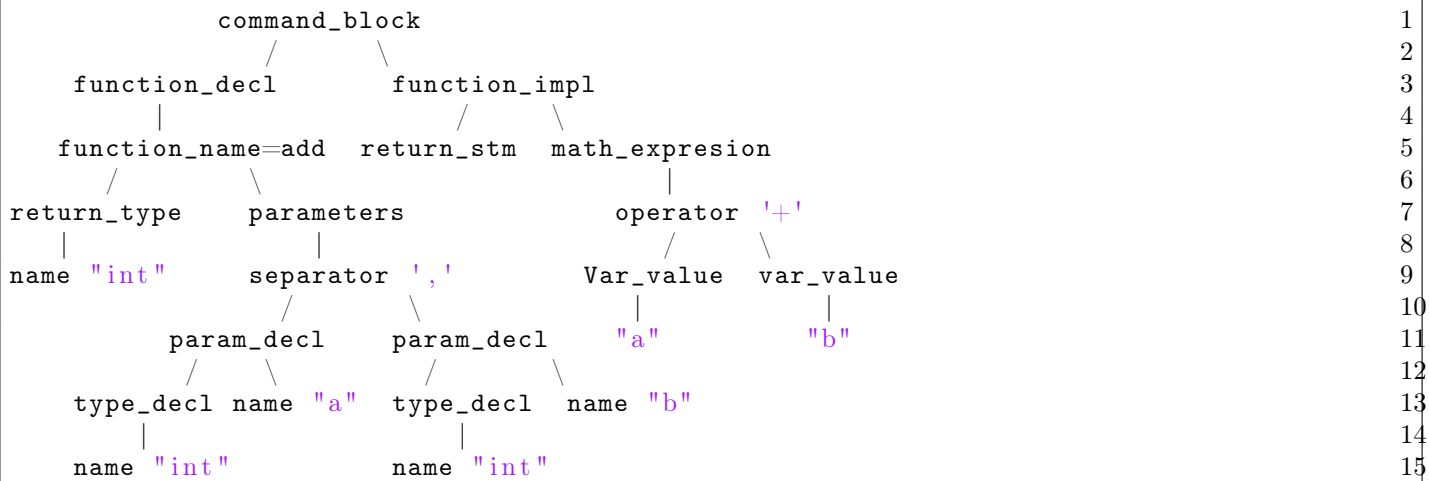 command_block 1
/ \ 2
function_decl function_impl 3
| / \ 4
function_name=add return_stm math_expresion 5
/ \ | 6
return_type parameters operator '+' 7
| | / \ 8
name "int" separator ',' Var_value var_value 9
/ \ | | 10
param_decl param_decl "a" "b" 11
/ \ / \ 12
type_decl name "a" type_decl name "b" 13
| | 14
name "int" name "int" 15